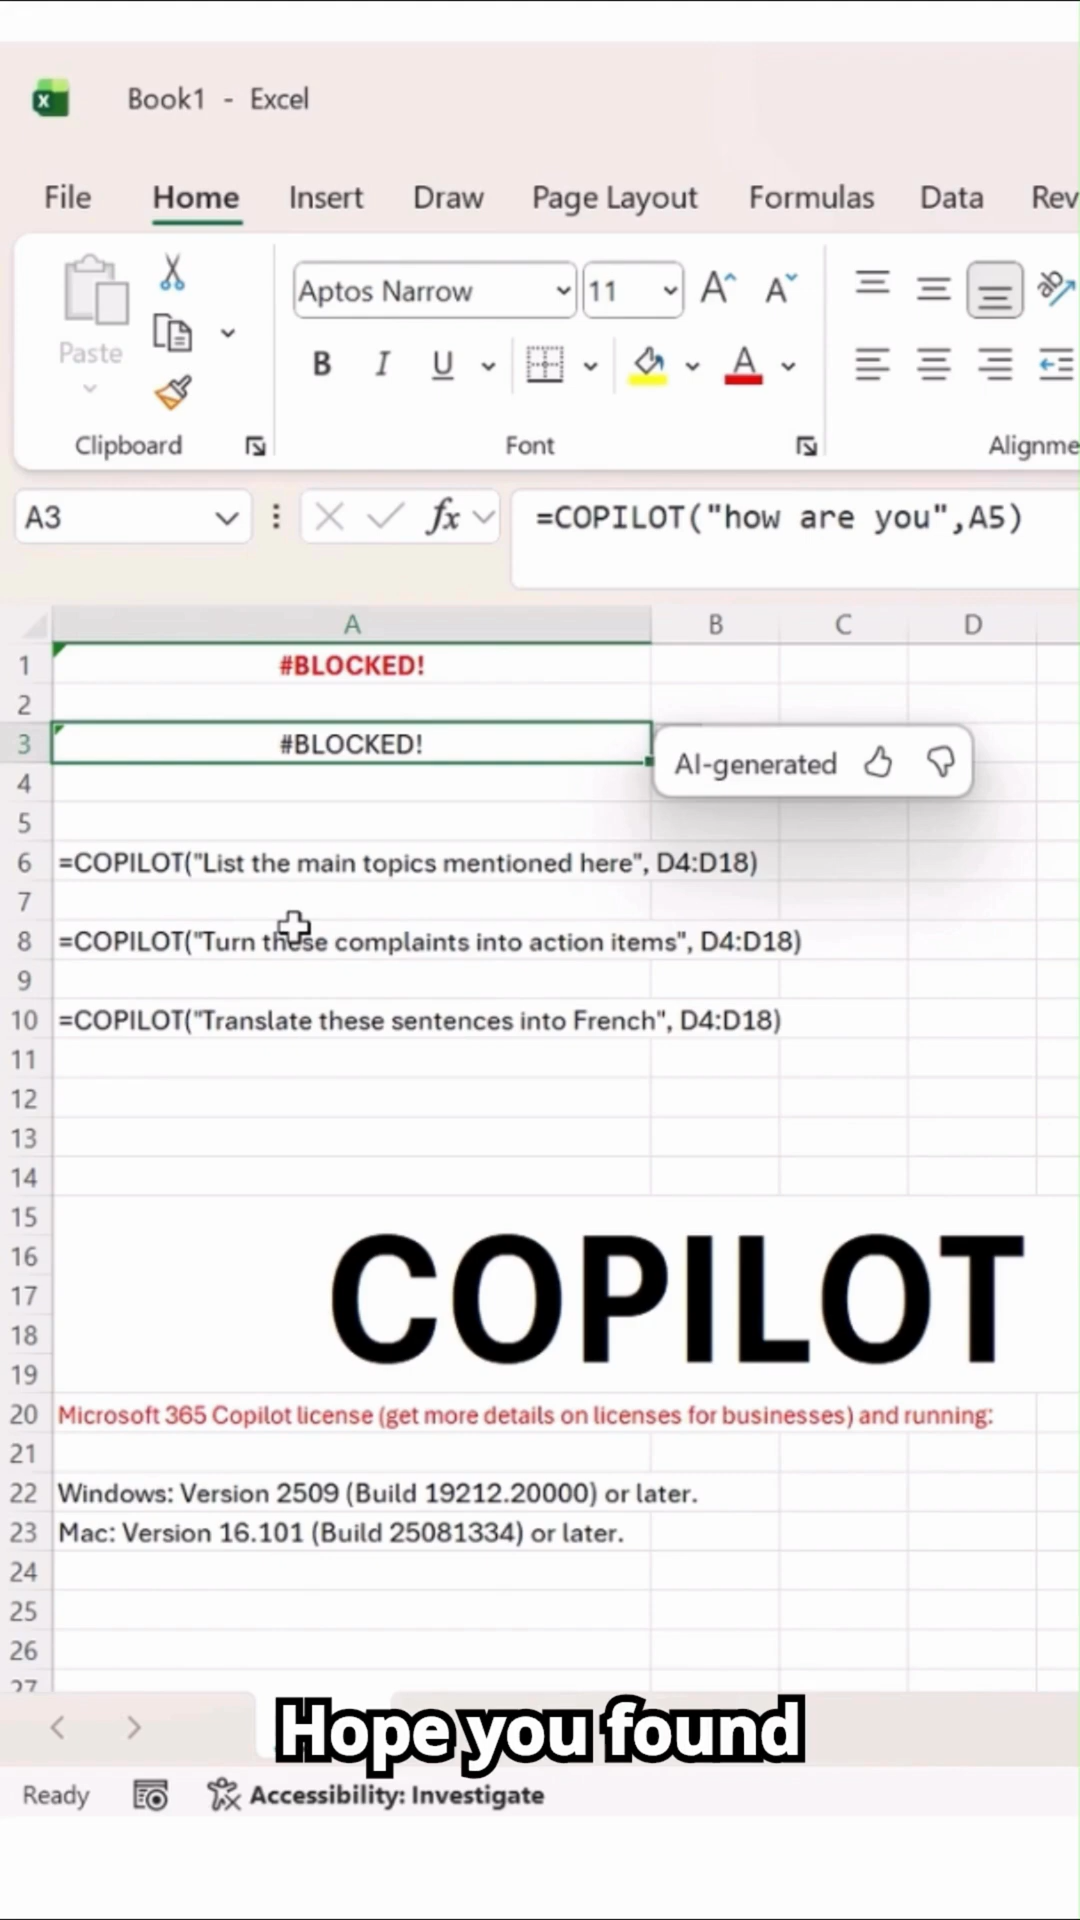 Book1 - Excel
File Home Insert Draw Page Layout Formulas Data Rev
Aptos Narrow 11
Paste
B I U
Clipboard Font Alignme
A3 fx =COPILOT("how are you",A5)
A B C D
1 #BLOCKED!
2
3 #BLOCKED!
AI-generated
4
5
6 =COPILOT("List the main topics mentioned here", D4:D18)
7
8 =COPILOT("Turn these complaints into action items", D4:D18)
9
10 =COPILOT("Translate these sentences into French", D4:D18)
11
12
13
14
15
16
17 COPILOT
18
19
20 Microsoft 365 Copilot license (get more details on licenses for businesses) and running:
21
22 Windows: Version 2509 (Build 19212.20000) or later.
23 Mac: Version 16.101 (Build 25081334) or later.
24
25
26
27
Hope you found
Ready Accessibility: Investigate